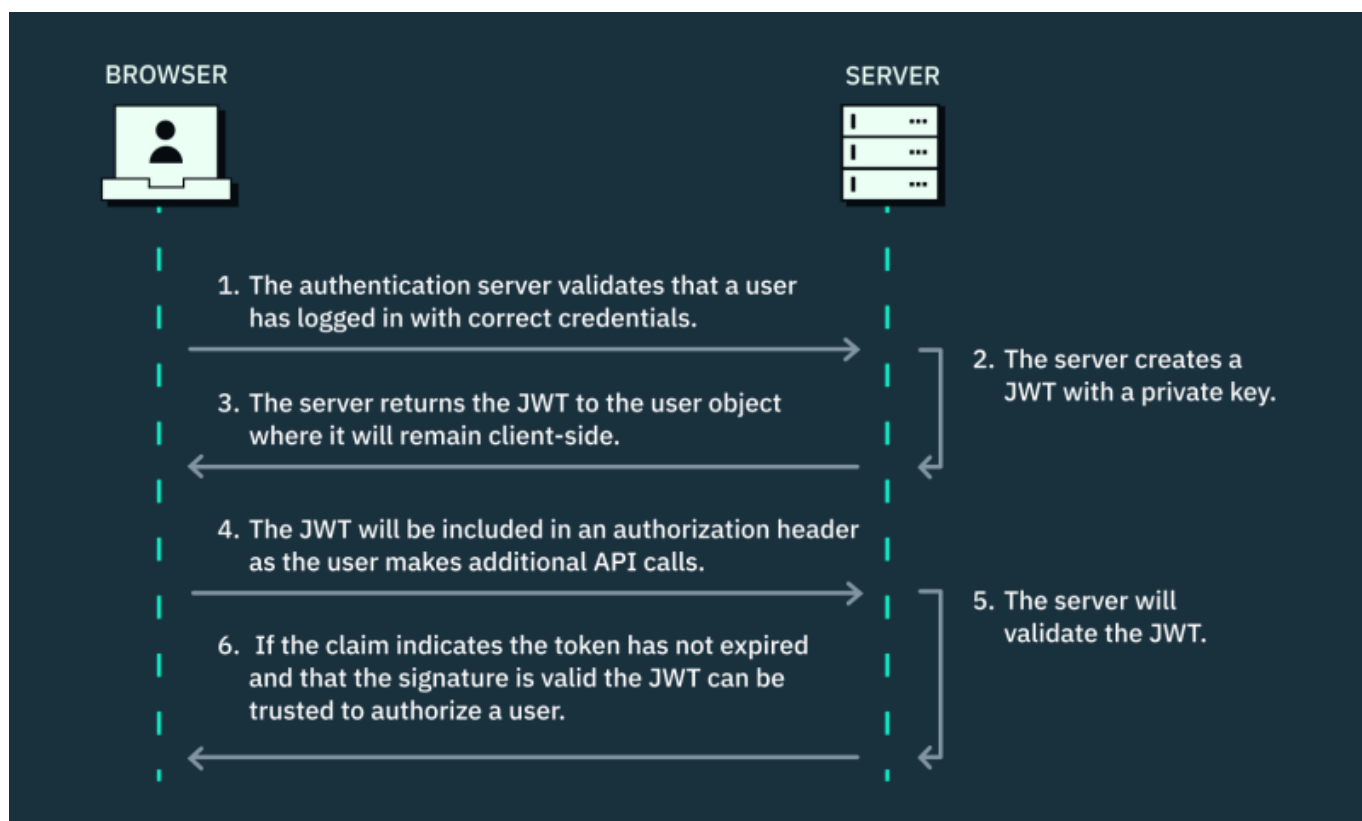 BROWSER
SERVER
1. The authentication server validates that a user
has logged in with correct credentials.
2. The server creates a
JWT with a private key.
3. The server returns the JWT to the user object
where it will remain client-side.
4. The JWT will be included in an authorization header
as the user makes additional API calls.
5. The server will
validate the JWT.
6. If the claim indicates the token has not expired
and that the signature is valid the JWT can be
trusted to authorize a user.